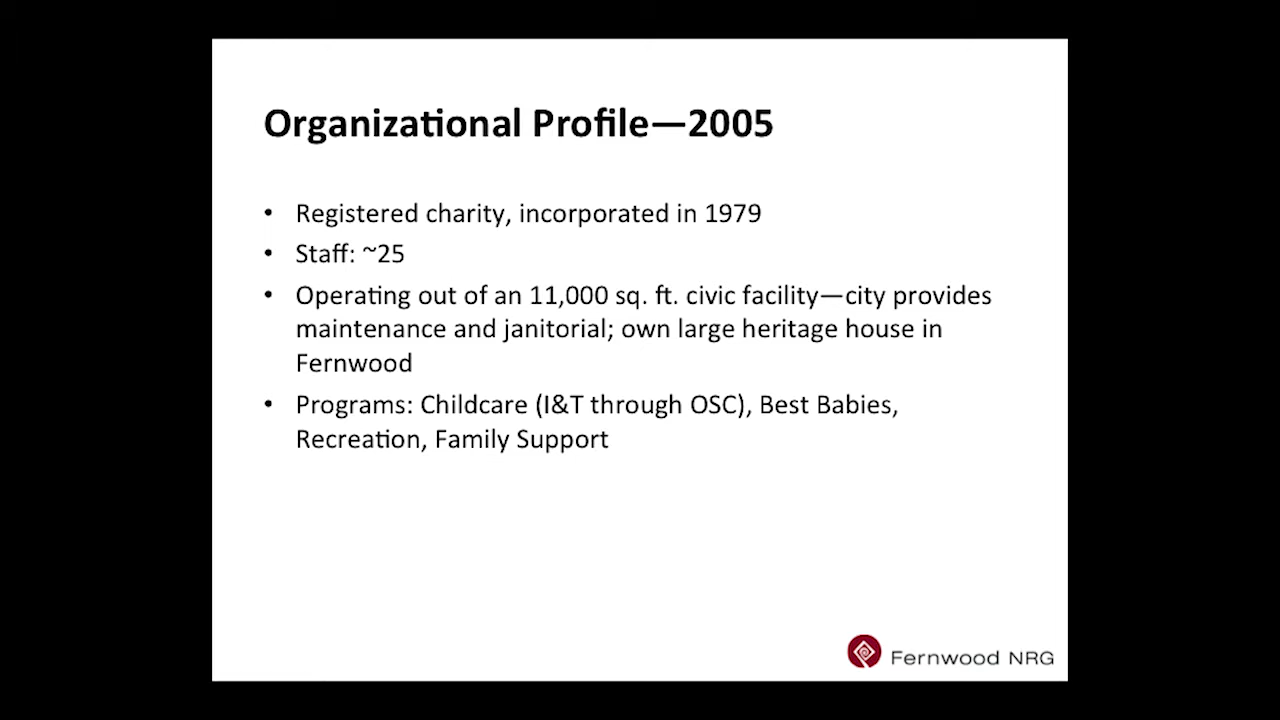 Organizational Profile—2005
• Registered charity, incorporated in 1979
• Staff: ~25
• Operating out of an 11,000 sq. ft. civic facility—city provides
maintenance and janitorial; own large heritage house in
Fernwood
• Programs: Childcare (I&T through OSC), Best Babies,
Recreation, Family Support
Fernwood NRG